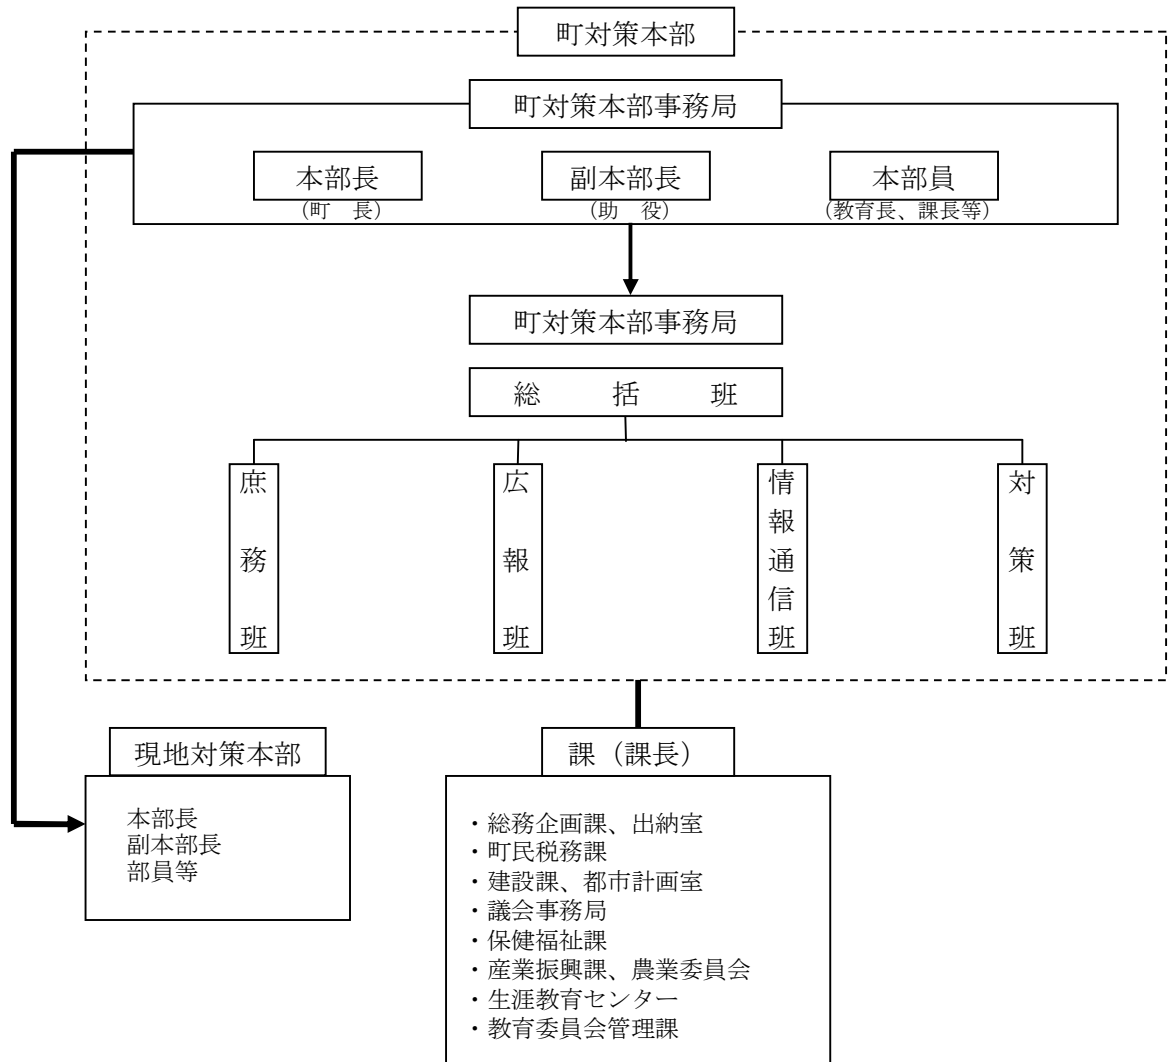 町対策本部
町対策本部事務局
本部長
（町　長）
副本部長
（助　役）
本部員
（教育長、課長等）
町対策本部事務局
総　　括　　班
庶務班
広報班
情報通信班
対策班
現地対策本部
本部長
副本部長
部員等
課（課長）
・総務企画課、出納室
・町民税務課
・建設課、都市計画室
・議会事務局
・保健福祉課
・産業振興課、農業委員会
・生涯教育センター
・教育委員会管理課